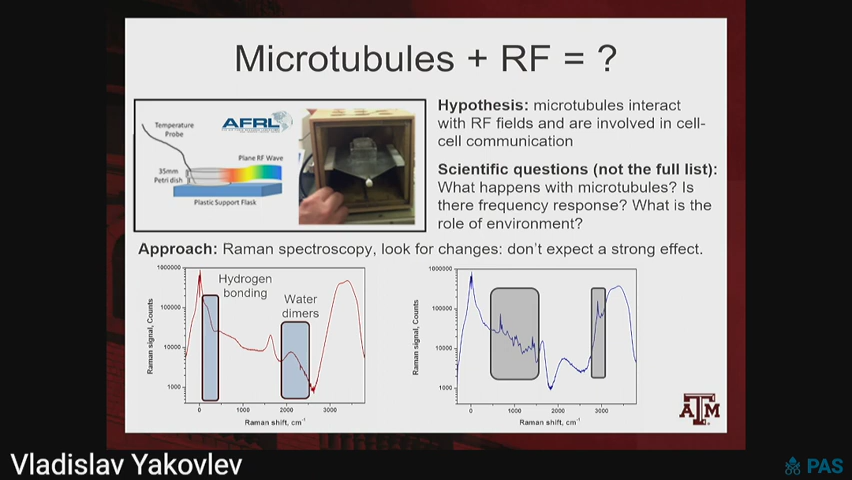 Microtubules + RF = ?
Temperature
Probe
AFRL
Plane RF Wave
35mm
Petri dish
Plastic Support Flask
Hypothesis: microtubules interact
with RF fields and are involved in cell-
cell communication
Scientific questions (not the full list):
What happens with microtubules? Is
there frequency response? What is the
role of environment?
Approach: Raman spectroscopy, look for changes: don't expect a strong effect.
Raman signal, Counts
1000000
100000
10000
1000
Hydrogen
bonding
Water
dimers
0 1000 2000 3000
Raman shift, cm-1
Raman signal, Counts
1000000
100000
10000
1000
0 1000 2000 3000
Raman shift, cm-1
ATM
Vladislav Yakovlev
PAS